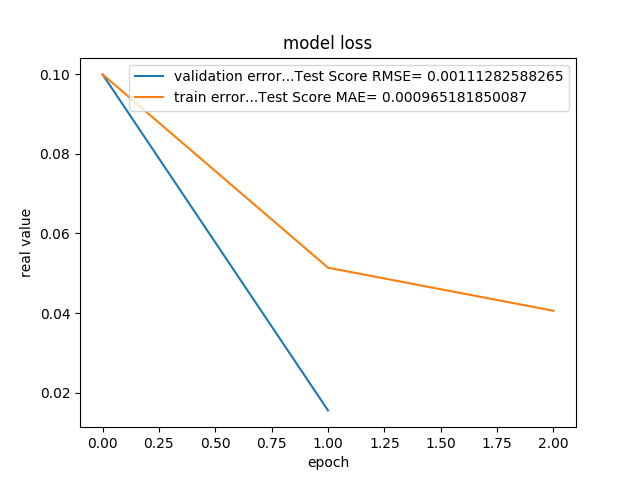 model loss
validation error...Test Score RMSE= 0.00111282588265
train error...Test Score MAE= 0.000965181850087
0.10
0.08
0.06
0.04
0.02
real value
0.00 0.25 0.50 0.75 1.00 1.25 1.50 1.75 2.00
epoch